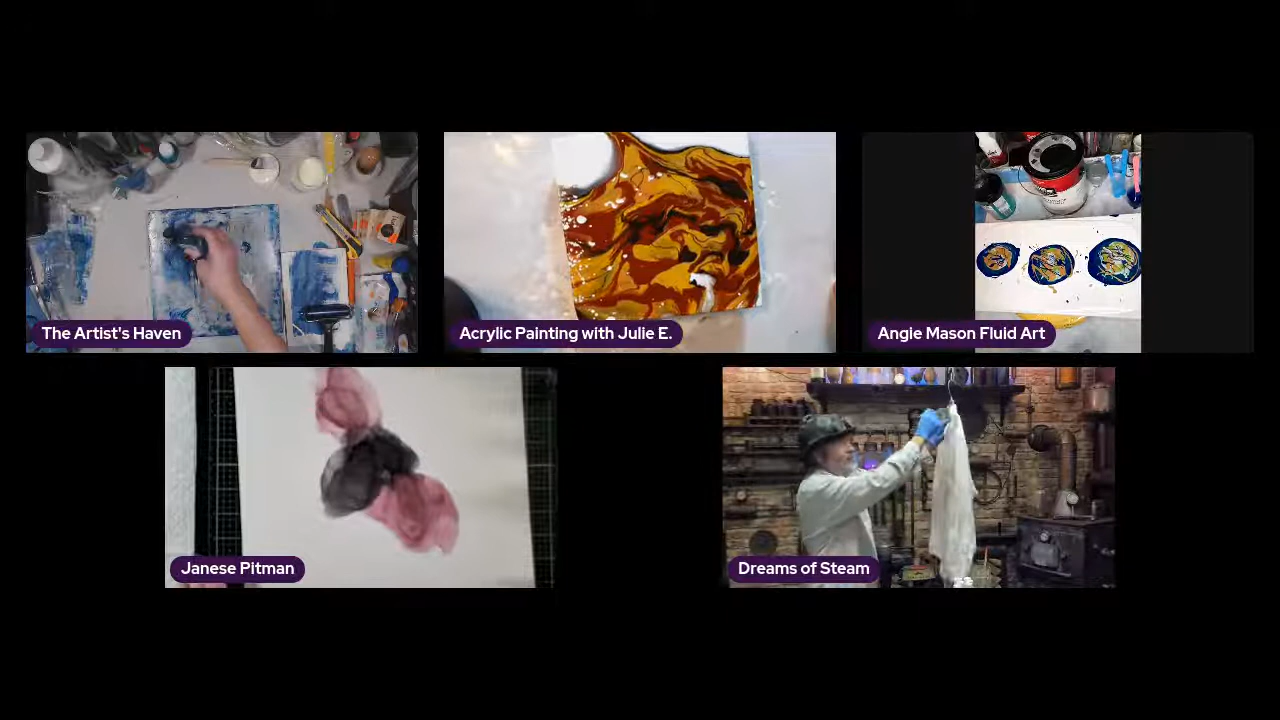 The Artist's Haven
Acrylic Painting with Julie E.
Angie Mason Fluid Art
Janese Pitman
Dreams of Steam